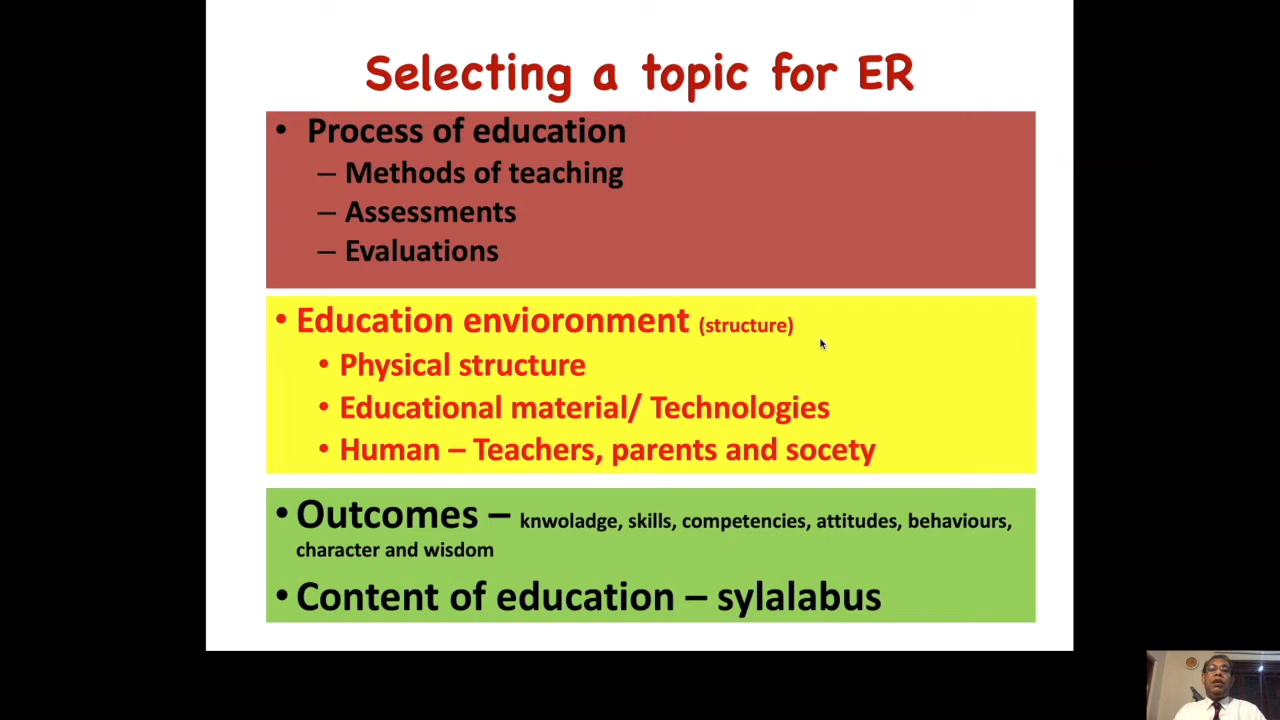 Selecting a topic for ER
• Process of education
– Methods of teaching
– Assessments
– Evaluations
• Education envioronment (structure)
• Physical structure
• Educational material/ Technologies
• Human – Teachers, parents and socety
• Outcomes – knwoladge, skills, competencies, attitudes, behaviours,
character and wisdom
• Content of education – sylalabus